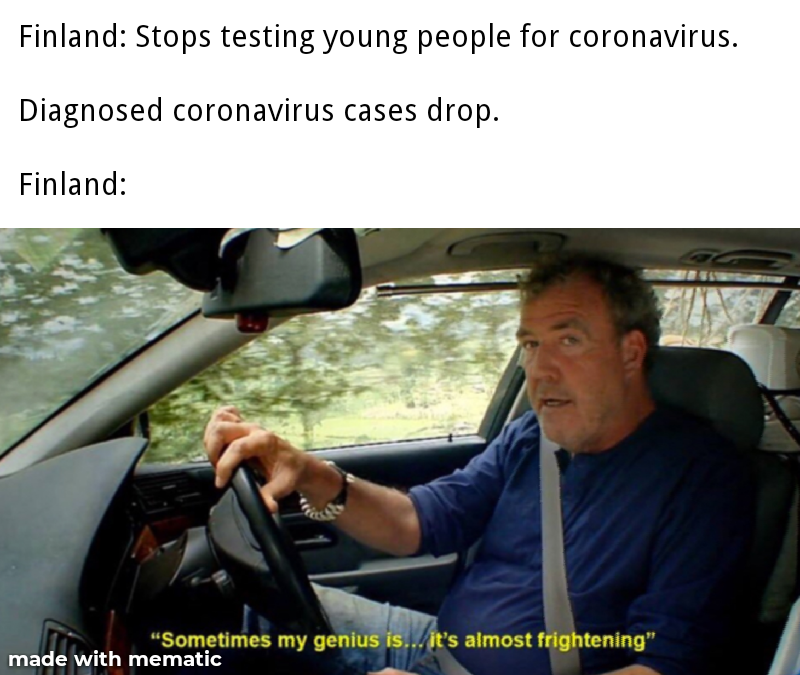 Finland: Stops testing young people for coronavirus.
Diagnosed coronavirus cases drop.
Finland:
“Sometimes my genius is... it's almost frightening”
made with mematic